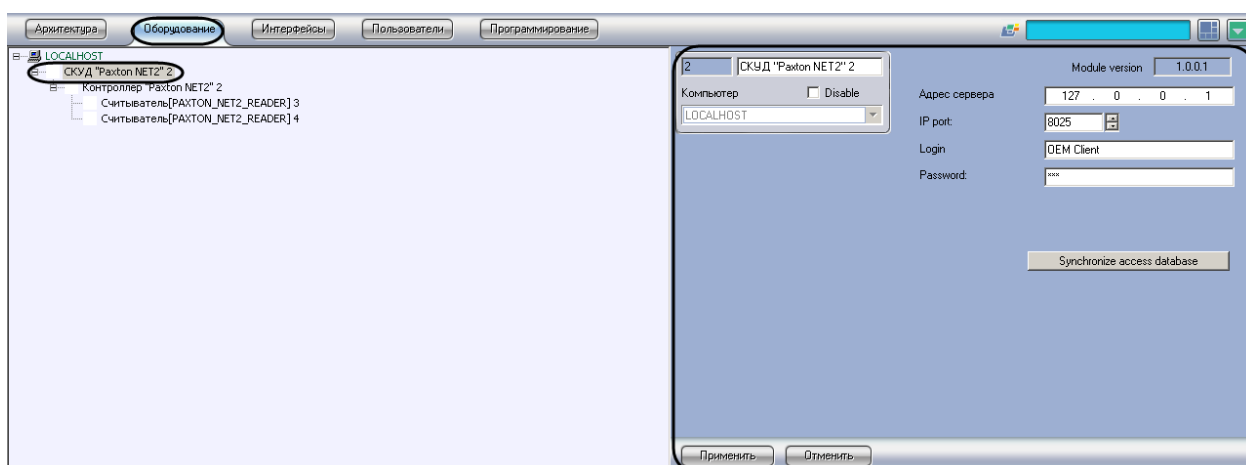 Архитектура Оборудование Интерфейсы Пользователи Программирование
LOCALHOST
СКУД "Paxton NET2" 2
Контроллер "Paxton NET2" 2
Считыватель[PAXTON_NET2_READER] 3
Считыватель[PAXTON_NET2_READER] 4
2 СКУД "Paxton NET2" 2
Компьютер Disable
LOCALHOST
Module version 1.0.0.1
Адрес сервера 127 . 0 . 0 . 1
IP port: 8025
Login OEM Client
Password: ×××
Synchronize access database
Применить Отменить